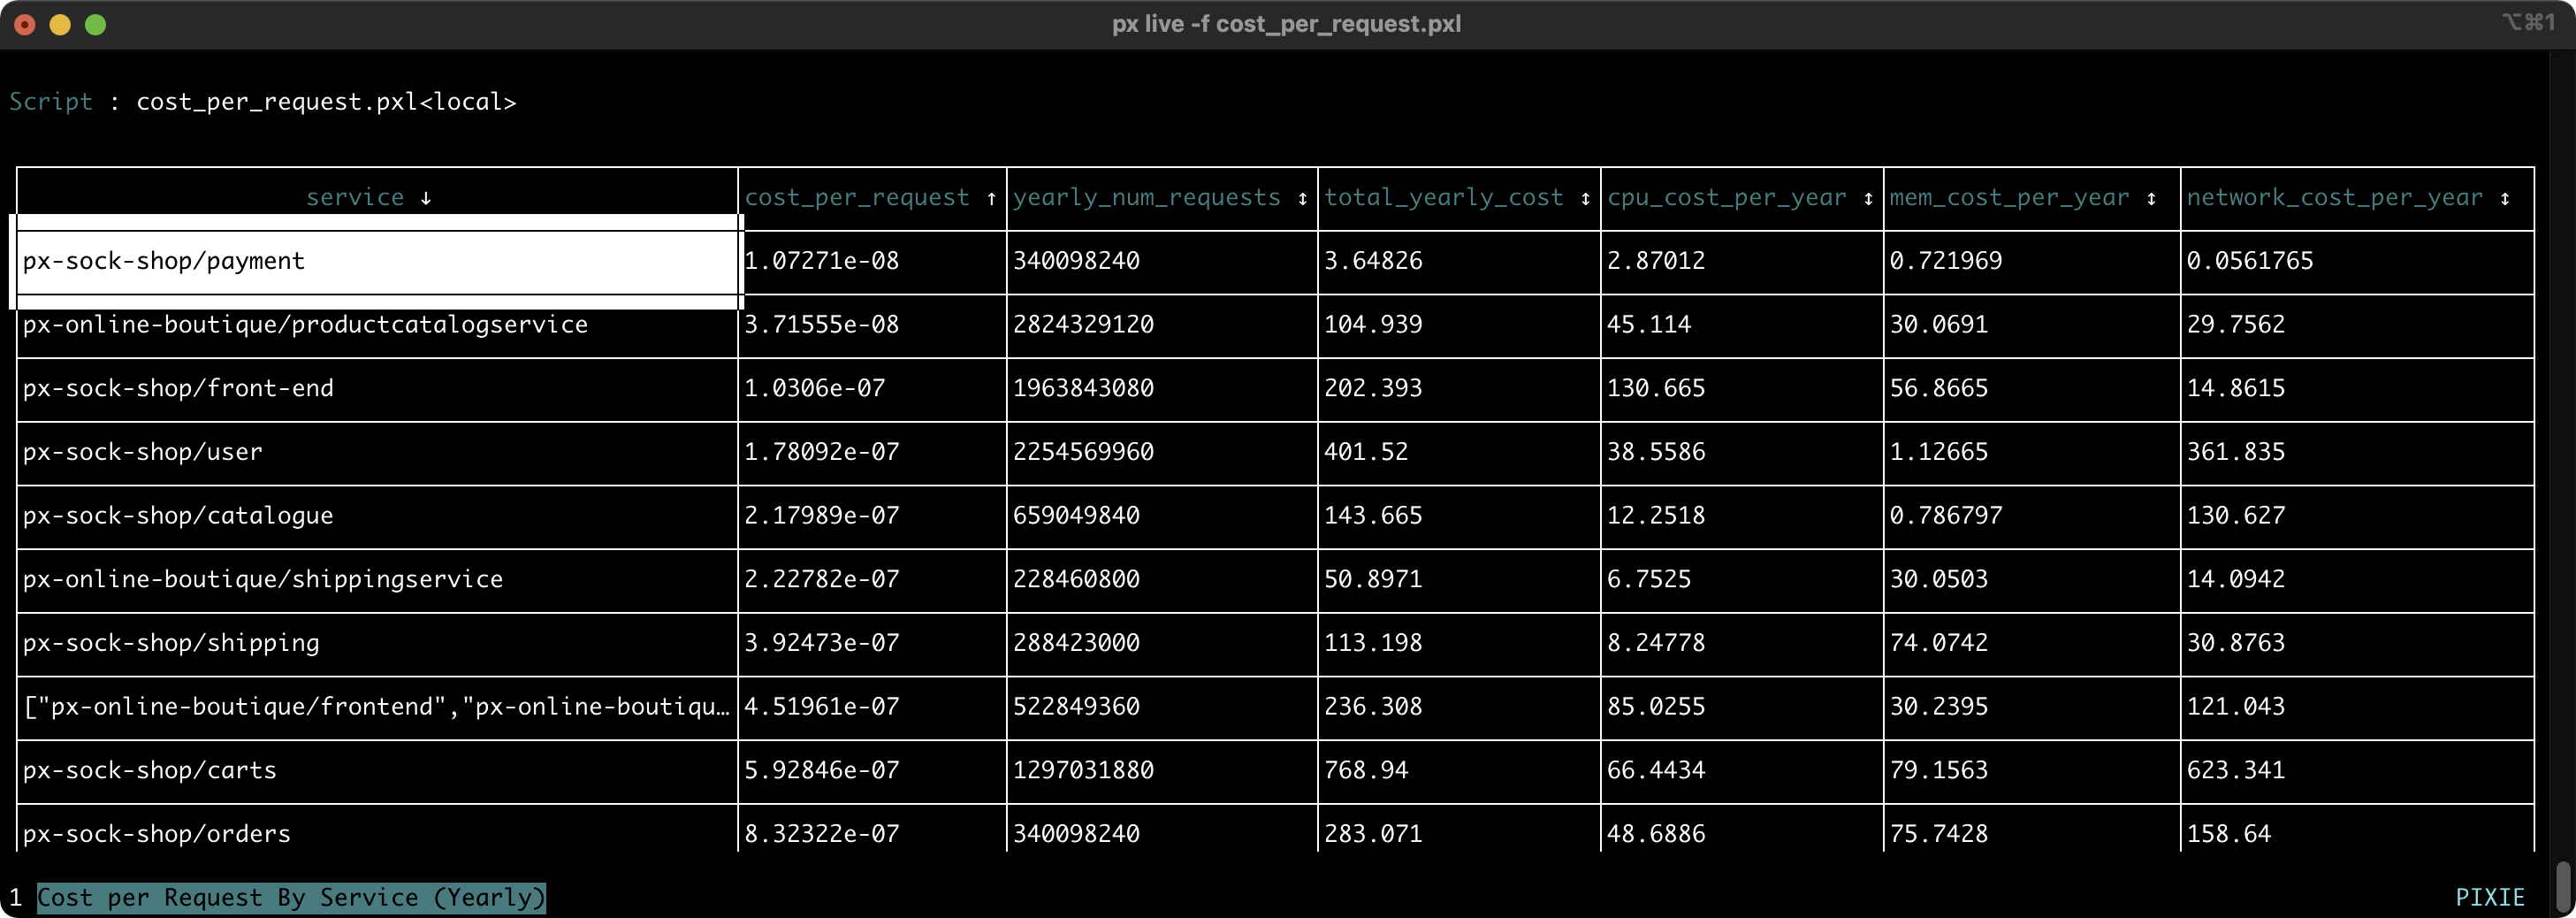 px live -f cost_per_request.pxl ⌥⌘1
Script : cost_per_request.pxl<local>
service ↓ cost_per_request ↑ yearly_num_requests ↕ total_yearly_cost ↕ cpu_cost_per_year ↕ mem_cost_per_year ↕ network_cost_per_year ↕
px-sock-shop/payment 1.07271e-08 340098240 3.64826 2.87012 0.721969 0.0561765
px-online-boutique/productcatalogservice 3.71555e-08 2824329120 104.939 45.114 30.0691 29.7562
px-sock-shop/front-end 1.0306e-07 1963843080 202.393 130.665 56.8665 14.8615
px-sock-shop/user 1.78092e-07 2254569960 401.52 38.5586 1.12665 361.835
px-sock-shop/catalogue 2.17989e-07 659049840 143.665 12.2518 0.786797 130.627
px-online-boutique/shippingservice 2.22782e-07 228460800 50.8971 6.7525 30.0503 14.0942
px-sock-shop/shipping 3.92473e-07 288423000 113.198 8.24778 74.0742 30.8763
["px-online-boutique/frontend","px-online-boutiqu… 4.51961e-07 522849360 236.308 85.0255 30.2395 121.043
px-sock-shop/carts 5.92846e-07 1297031880 768.94 66.4434 79.1563 623.341
px-sock-shop/orders 8.32322e-07 340098240 283.071 48.6886 75.7428 158.64
1 Cost per Request By Service (Yearly) PIXIE